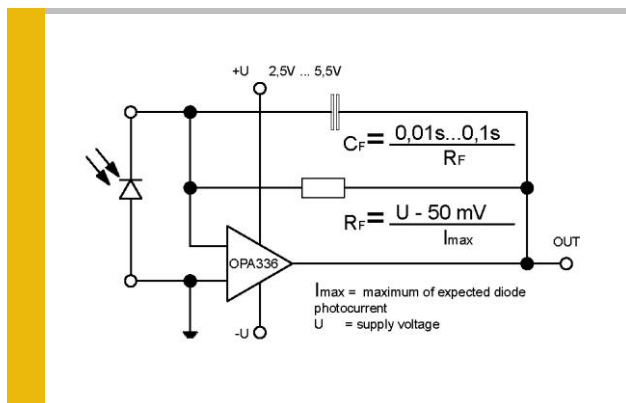 +U 2,5V ... 5,5V
CF= 0,01s...0,1s
RF
RF= U - 50 mV
Imax
OUT
OPA336
Imax = maximum of expected diode
photocurrent
U = supply voltage
-U